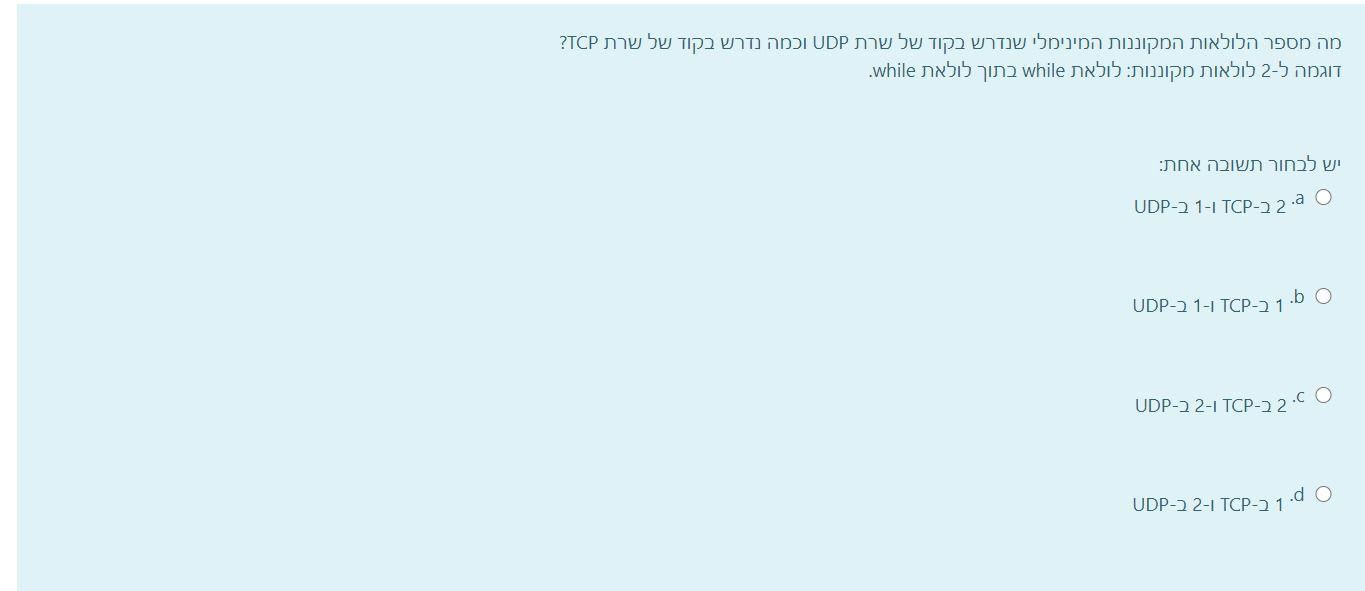 מה מספר הלולאות המקוננות המינימלי שנדרש בקוד של שרת UDP וכמה נדרש בקוד של שרת TCP?
דוגמה ל-2 לולאות מקוננות: לולאת while בתוך לולאת while.
יש לבחור תשובה אחת:
a. 2 ב-TCP ו-1 ב-UDP
b. 1 ב-TCP ו-1 ב-UDP
c. 2 ב-TCP ו-2 ב-UDP
d. 1 ב-TCP ו-2 ב-UDP